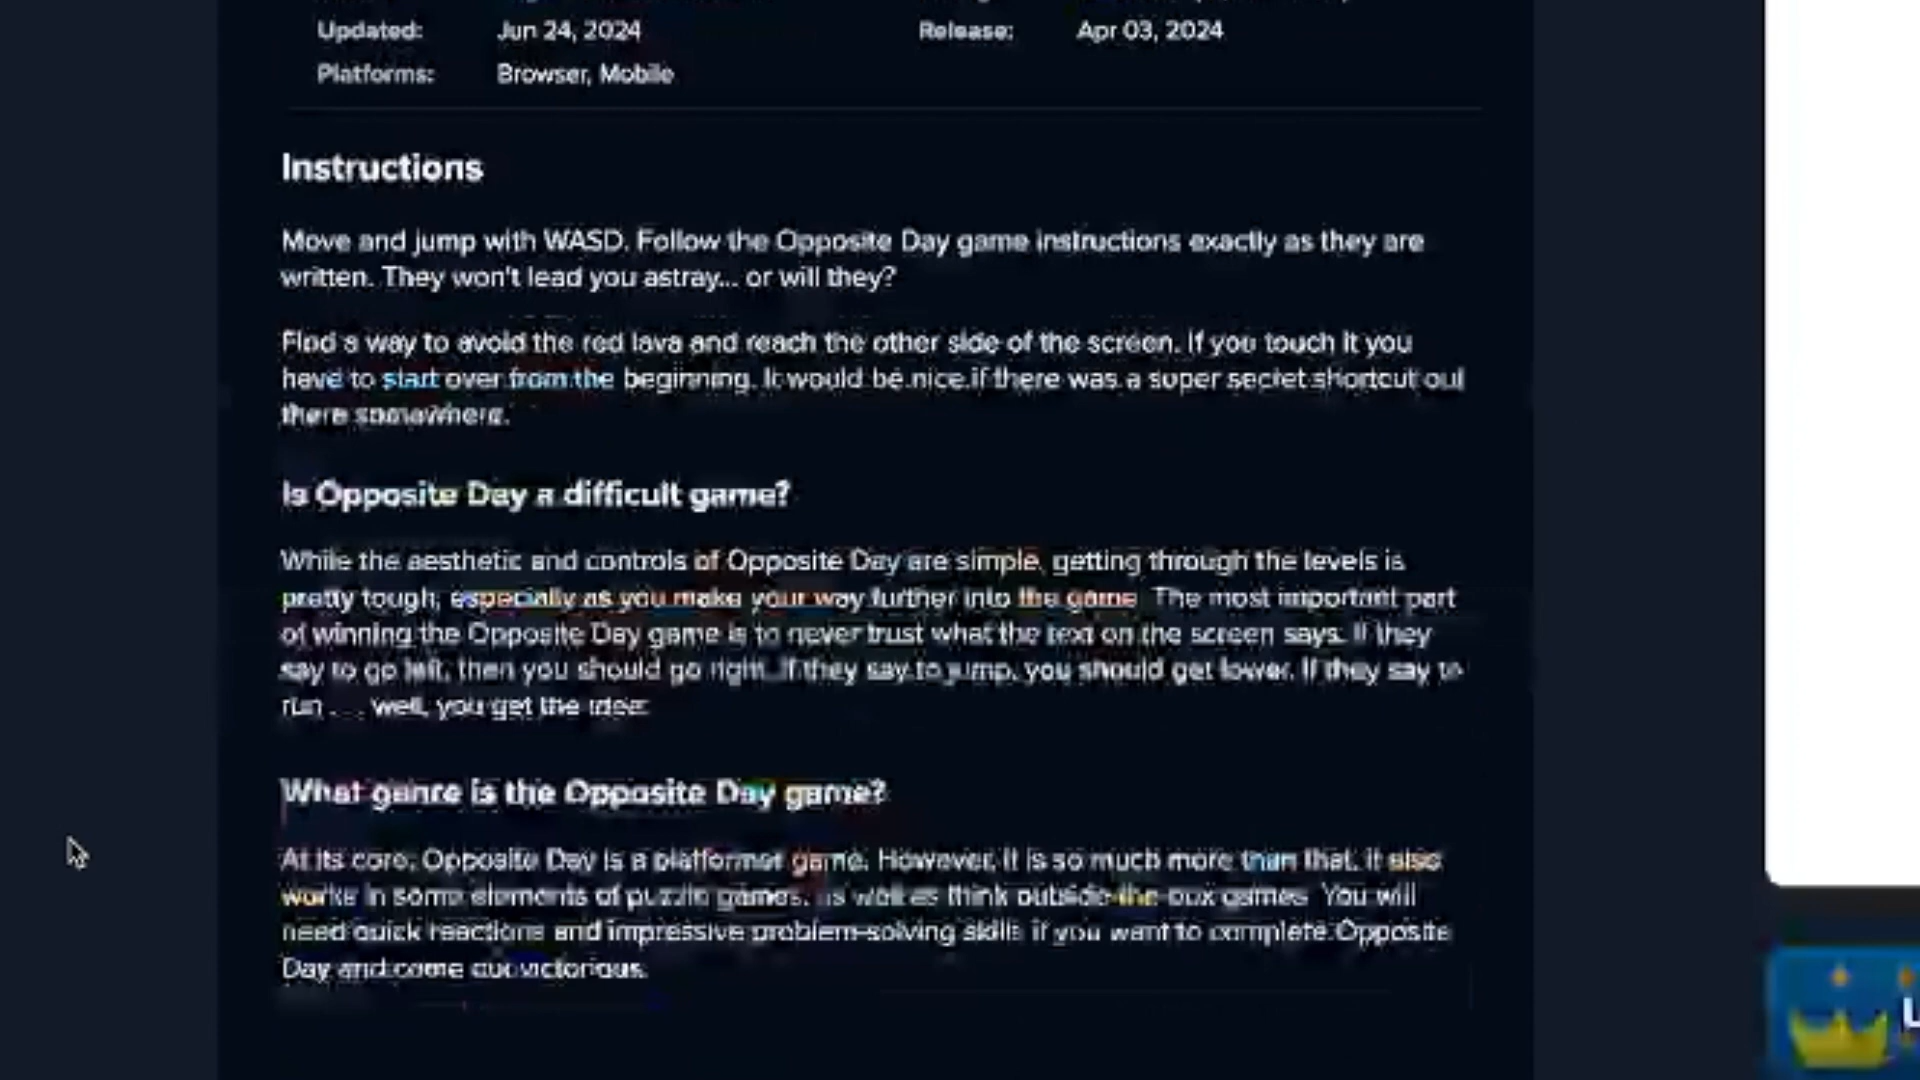 Updated: Jun 24, 2024 Release: Apr 03, 2024
Platforms: Browser, Mobile
Instructions
Move and jump with WASD. Follow the Opposite Day game instructions exactly as they are
written. They won't lead you astray... or will they?
Find a way to avoid the red lava and reach the other side of the screen. If you touch it you
have to start over from the beginning. It would be nice if there was a super secret shortcut out
there somewhere.
Is Opposite Day a difficult game?
While the aesthetic and controls of Opposite Day are simple, getting through the levels is
pretty tough, especially as you make your way further into the game. The most important part
of winning the Opposite Day game is to never trust what the text on the screen says. If they
say to go left, then you should go right. If they say to jump, you should get lower. If they say to
run . . . well, you get the idea.
What genre is the Opposite Day game?
At its core, Opposite Day is a platformer game. However, it is so much more than that. It also
works in some elements of puzzle games, as well as think outside-the-box games. You will
need quick reactions and impressive problem-solving skills if you want to complete Opposite
Day and come out victorious.